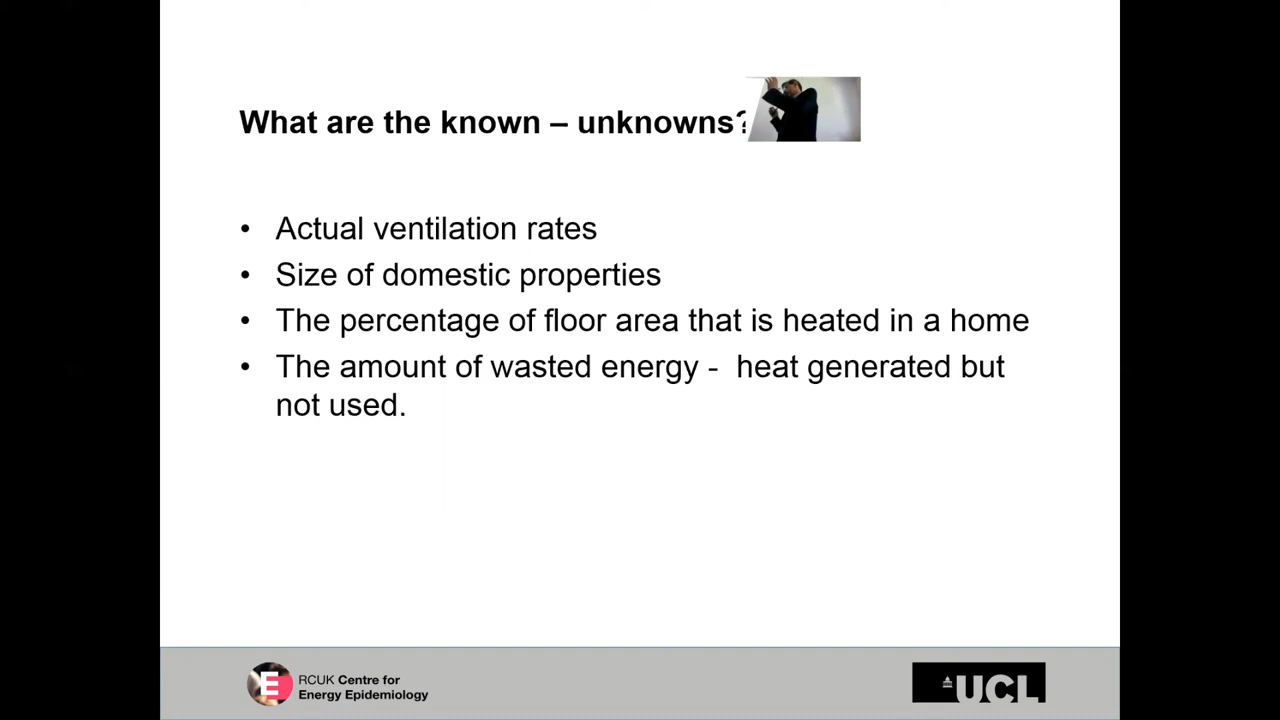 What are the known – unknowns?
• Actual ventilation rates
• Size of domestic properties
• The percentage of floor area that is heated in a home
• The amount of wasted energy - heat generated but
not used.
E
RCUK Centre for
Energy Epidemiology
UCL